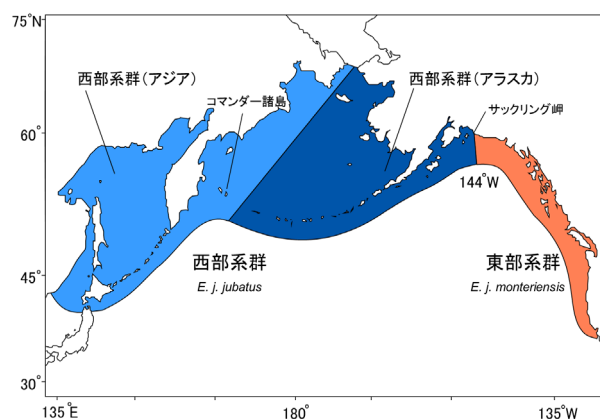 75°N
西部系群(アジア)
西部系群(アラスカ)
コマンダー諸島
サックリング岬
60°
144°W
西部系群
E. j. jubatus
東部系群
E. j. monteriensis
45°
30°
135°E
180°
135°W